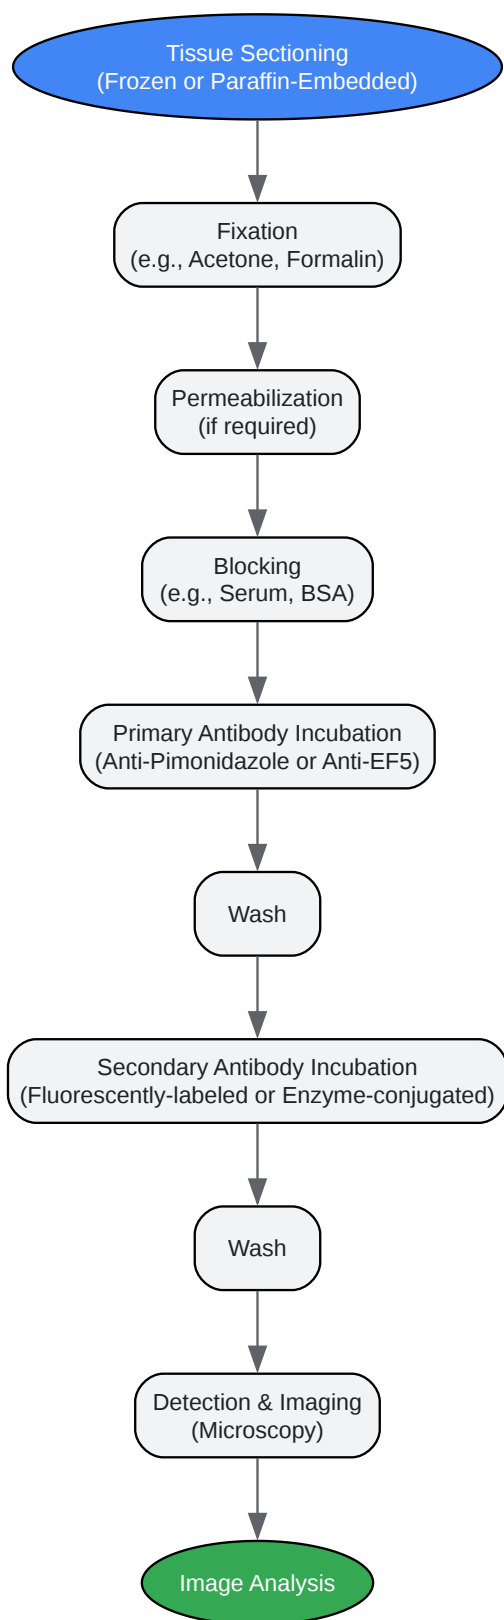 Tissue Sectioning
(Frozen or Paraffin-Embedded)
Fixation
(e.g., Acetone, Formalin)
Permeabilization
(if required)
Blocking
(e.g., Serum, BSA)
Primary Antibody Incubation
(Anti-Pimonidazole or Anti-EF5)
Wash
Secondary Antibody Incubation
(Fluorescently-labeled or Enzyme-conjugated)
Wash
Detection & Imaging
(Microscopy)
Image Analysis